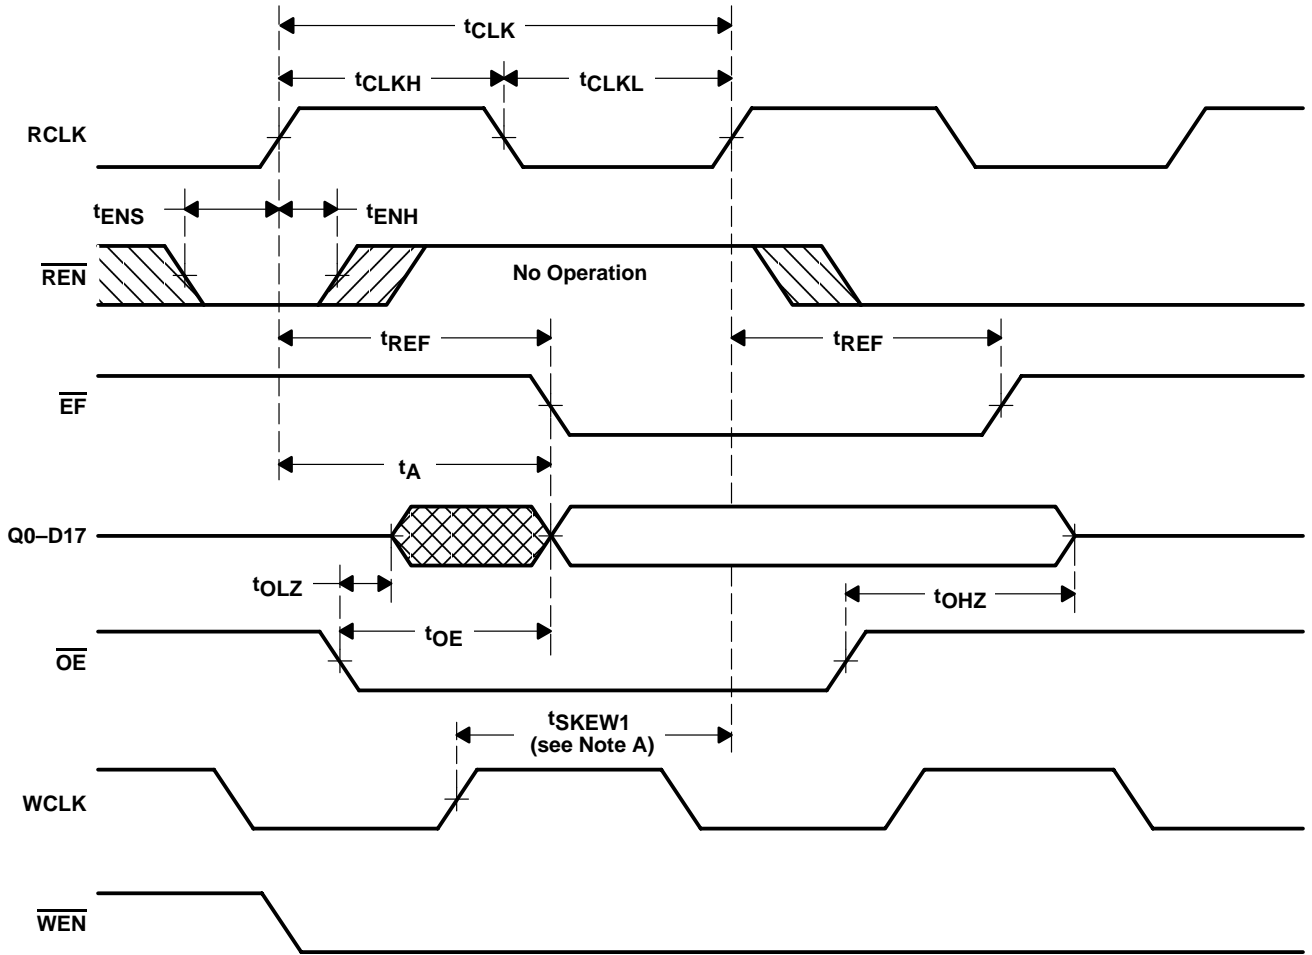 tCLK
tCLKH
tCLKL
RCLK
tENS
tENH
REN
No Operation
tREF
tREF
EF
tA
Q0–D17
tOLZ
tOHZ
tOE
OE
tSKEW1
(see Note A)
WCLK
WEN